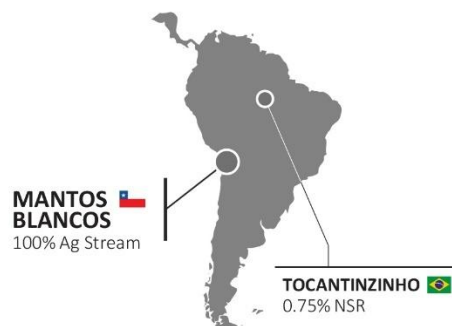 MANTOS
BLANCOS
100% Ag Stream
TOCANTINZINHO
0.75% NSR